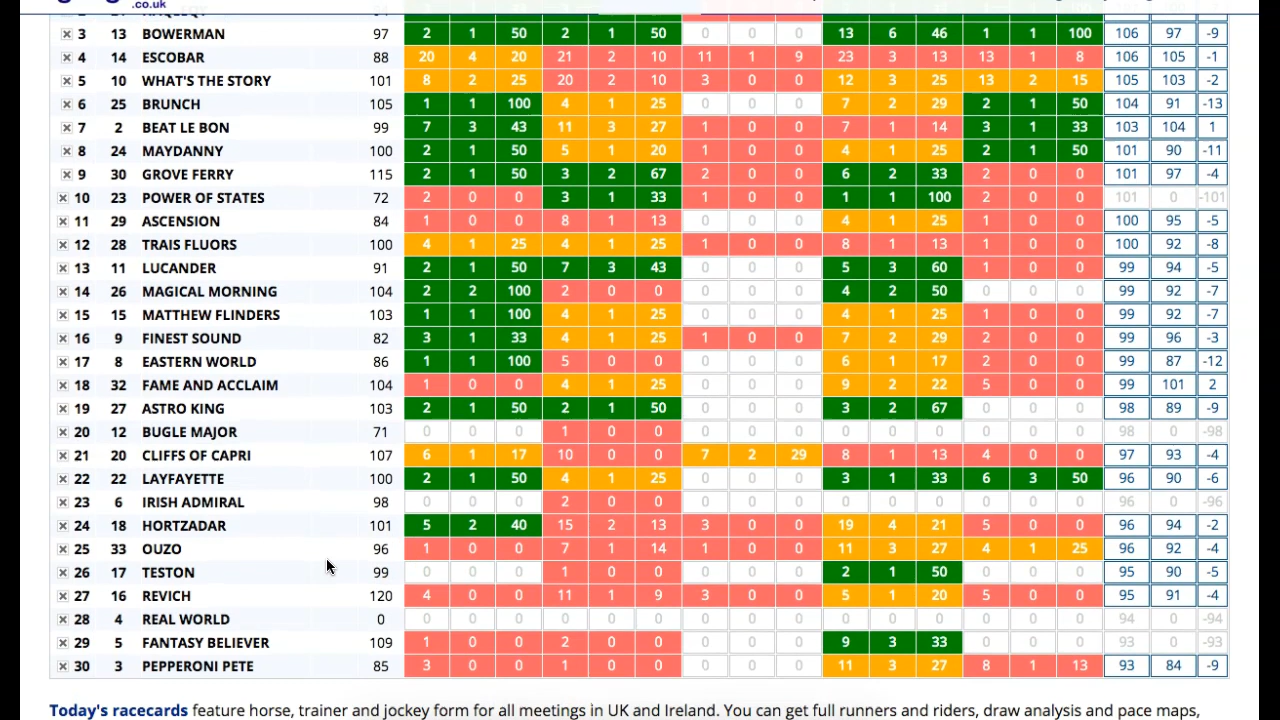 .co.uk
3 13 BOWERMAN 97 2 1 50 2 1 50 0 0 0 13 6 46 1 1 100 106 97 -9
4 14 ESCOBAR 88 20 4 20 21 2 10 11 1 9 23 3 13 13 1 8 106 105 -1
5 10 WHAT'S THE STORY 101 8 2 25 20 2 10 3 0 0 12 3 25 13 2 15 105 103 -2
6 25 BRUNCH 105 1 1 100 4 1 25 0 0 0 7 2 29 2 1 50 104 91 -13
7 2 BEAT LE BON 99 7 3 43 11 3 27 1 0 0 7 1 14 3 1 33 103 104 1
8 24 MAYDANNY 100 2 1 50 5 1 20 1 0 0 4 1 25 2 1 50 101 90 -11
9 30 GROVE FERRY 115 2 1 50 3 2 67 2 0 0 6 2 33 2 0 0 101 97 -4
10 23 POWER OF STATES 72 2 0 0 3 1 33 1 0 0 1 1 100 2 0 0 101 0 -101
11 29 ASCENSION 84 1 0 0 8 1 13 0 0 0 4 1 25 1 0 0 100 95 -5
12 28 TRAIS FLUORS 100 4 1 25 4 1 25 1 0 0 8 1 13 1 0 0 100 92 -8
13 11 LUCANDER 91 2 1 50 7 3 43 0 0 0 5 3 60 1 0 0 99 94 -5
14 26 MAGICAL MORNING 104 2 2 100 2 0 0 0 0 0 4 2 50 0 0 0 99 92 -7
15 15 MATTHEW FLINDERS 103 1 1 100 4 1 25 0 0 0 4 1 25 1 0 0 99 92 -7
16 9 FINEST SOUND 82 3 1 33 4 1 25 1 0 0 7 2 29 2 0 0 99 96 -3
17 8 EASTERN WORLD 86 1 1 100 5 0 0 0 0 0 6 1 17 2 0 0 99 87 -12
18 32 FAME AND ACCLAIM 104 1 0 0 4 1 25 0 0 0 9 2 22 5 0 0 99 101 2
19 27 ASTRO KING 103 2 1 50 2 1 50 0 0 0 3 2 67 0 0 0 98 89 -9
20 12 BUGLE MAJOR 71 0 0 0 1 0 0 0 0 0 0 0 0 0 0 0 98 0 -98
21 20 CLIFFS OF CAPRI 107 6 1 17 10 0 0 7 2 29 8 1 13 4 0 0 97 93 -4
22 22 LAYFAYETTE 100 2 1 50 4 1 25 0 0 0 3 1 33 6 3 50 96 90 -6
23 6 IRISH ADMIRAL 98 0 0 0 2 0 0 0 0 0 0 0 0 0 0 0 96 0 -96
24 18 HORTZADAR 101 5 2 40 15 2 13 3 0 0 19 4 21 5 0 0 96 94 -2
25 33 OUZO 96 1 0 0 7 1 14 1 0 0 11 3 27 4 1 25 96 92 -4
26 17 TESTON 99 0 0 0 1 0 0 0 0 0 2 1 50 0 0 0 95 90 -5
27 16 REVICH 120 4 0 0 11 1 9 3 0 0 5 1 20 5 0 0 95 91 -4
28 4 REAL WORLD 0 0 0 0 0 0 0 0 0 0 0 0 0 0 0 0 94 0 -94
29 5 FANTASY BELIEVER 109 1 0 0 2 0 0 0 0 0 9 3 33 0 0 0 93 0 -93
30 3 PEPPERONI PETE 85 3 0 0 1 0 0 0 0 0 11 3 27 8 1 13 93 84 -9
Today's racecards feature horse, trainer and jockey form for all meetings in UK and Ireland. You can get full runners and riders, draw analysis and pace maps,